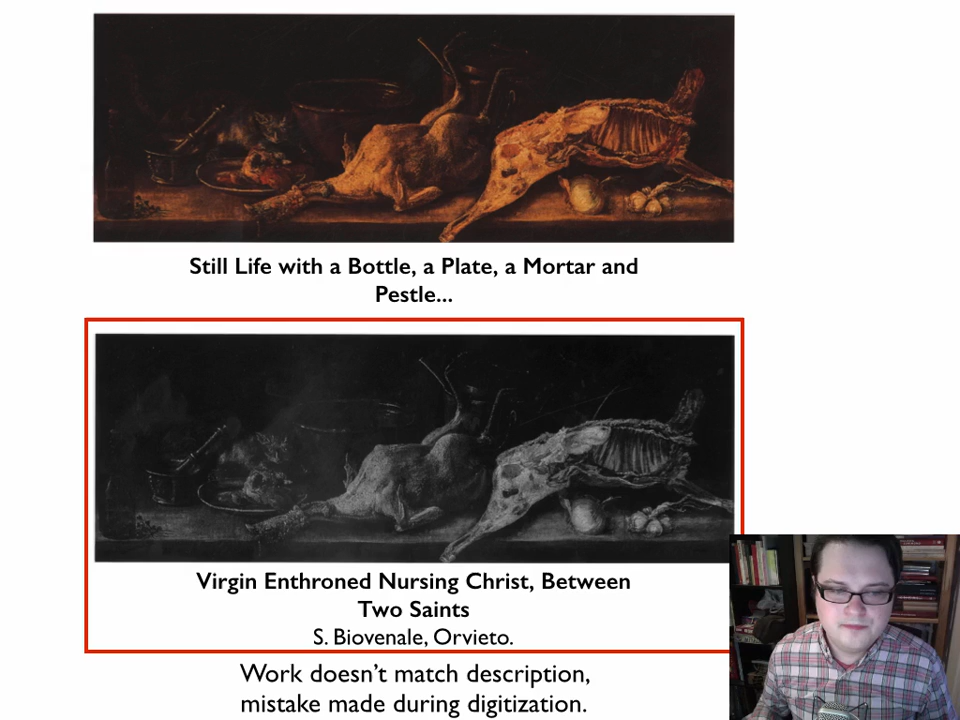 Still Life with a Bottle, a Plate, a Mortar and
Pestle...
Virgin Enthroned Nursing Christ, Between
Two Saints
S. Biovenale, Orvieto.
Work doesn’t match description,
mistake made during digitization.